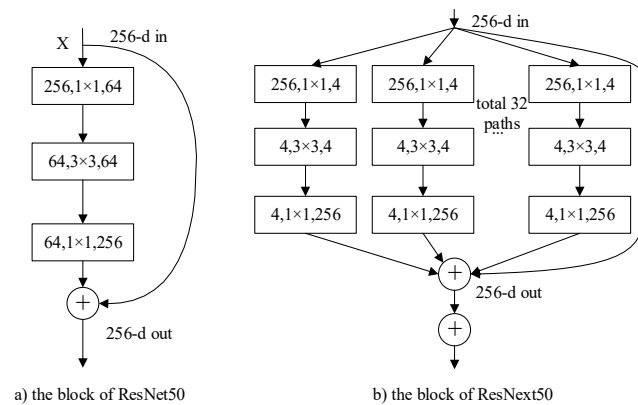 X
256-d in
256,1×1,64
64,3×3,64
64,1×1,256
+
256-d out
a) the block of ResNet50
256-d in
256,1×1,4
256,1×1,4
256,1×1,4
total 32
paths
...
4,3×3,4
4,3×3,4
4,3×3,4
4,1×1,256
4,1×1,256
4,1×1,256
+
256-d out
+
b) the block of ResNext50